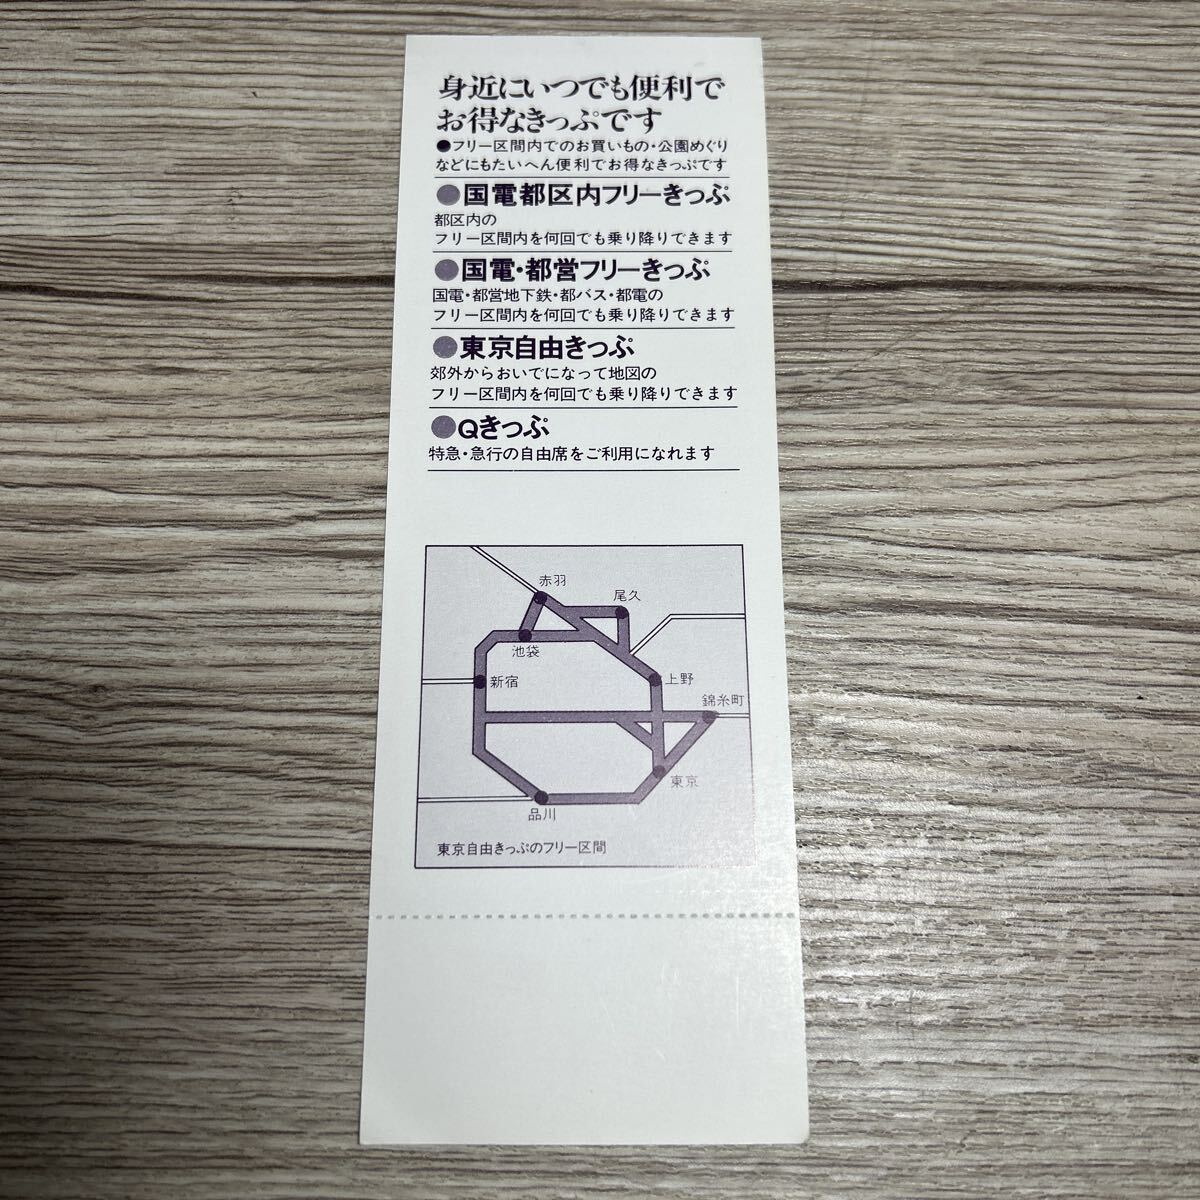 身近にいつでも便利で
お得なきっぷです
●フリー区間内でのお買いもの・公園めぐり
などにもたいへん便利でお得なきっぷです
●国電都区内フリーきっぷ
都区内の
フリー区間内を何回でも乗り降りできます
●国電・都営フリーきっぷ
国電・都営地下鉄・都バス・都電の
フリー区間内を何回でも乗り降りできます
●東京自由きっぷ
郊外からおいでになって地図の
フリー区間内を何回でも乗り降りできます
●Qきっぷ
特急・急行の自由席をご利用になれます
赤羽
尾久
池袋
新宿
上野
錦糸町
東京
品川
東京自由きっぷのフリー区間